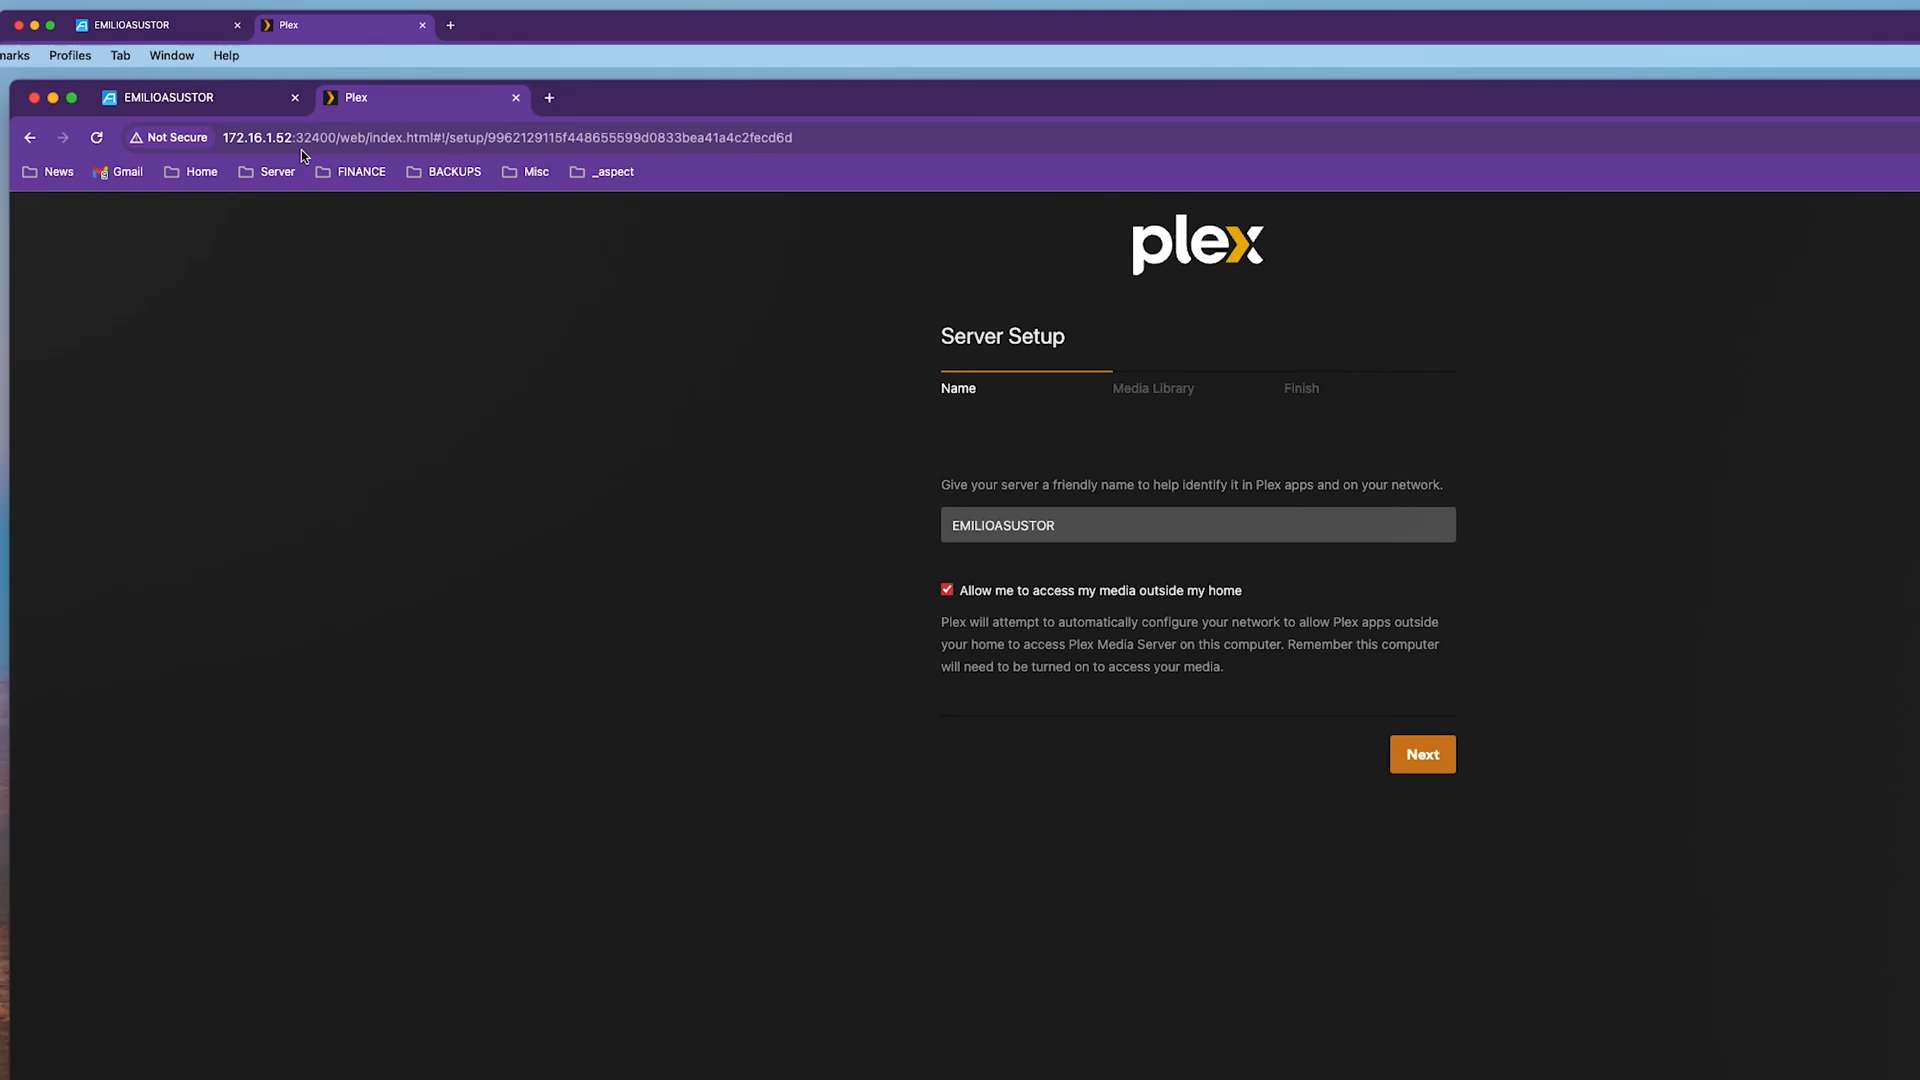 EMILIOASUSTOR
Plex
marks Profiles Tab Window Help
EMILIOASUSTOR
Plex
Not Secure 172.16.1.52:32400/web/index.html#!/setup/9962129115f448655599d0833bea41a4c2fecd6d
News Gmail Home Server FINANCE BACKUPS Misc _aspect
plex
Server Setup
Name Media Library Finish
Give your server a friendly name to help identify it in Plex apps and on your network.
EMILIOASUSTOR
Allow me to access my media outside my home
Plex will attempt to automatically configure your network to allow Plex apps outside
your home to access Plex Media Server on this computer. Remember this computer
will need to be turned on to access your media.
Next